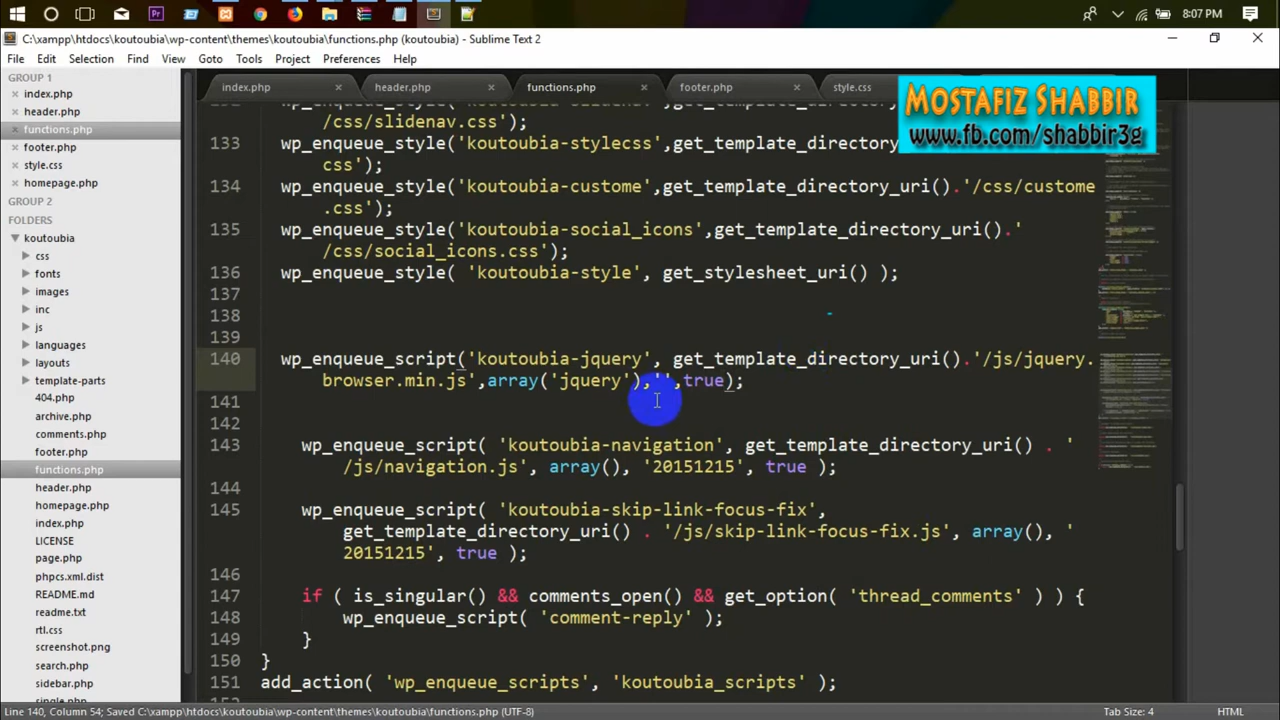 8:07 PM
C:\xampp\htdocs\koutoubia\wp-content\themes\koutoubia\functions.php (koutoubia) - Sublime Text 2
File Edit Selection Find View Goto Tools Project Preferences Help
GROUP 1
index.php
header.php
functions.php
footer.php
style.css
homepage.php
GROUP 2
FOLDERS
koutoubia
css
fonts
images
inc
js
languages
layouts
template-parts
404.php
archive.php
comments.php
footer.php
functions.php
header.php
homepage.php
index.php
LICENSE
page.php
phpcs.xml.dist
README.md
readme.txt
rtl.css
screenshot.png
search.php
sidebar.php
single.php
index.php header.php functions.php footer.php style.css
MOSTAFIZ SHABBIR
www.fb.com/shabbir3g
/css/slidenav.css');
133 wp_enqueue_style('koutoubia-stylecss',get_template_directory
css');
134 wp_enqueue_style('koutoubia-custome',get_template_directory_uri().'/css/custome
.css');
135 wp_enqueue_style('koutoubia-social_icons',get_template_directory_uri().'
/css/social_icons.css');
136 wp_enqueue_style( 'koutoubia-style', get_stylesheet_uri() );
137
138
139
140 wp_enqueue_script('koutoubia-jquery', get_template_directory_uri().'/js/jquery.
browser.min.js',array('jquery'),'',true);
141
142
143 wp_enqueue_script( 'koutoubia-navigation', get_template_directory_uri() . '
/js/navigation.js', array(), '20151215', true );
144
145 wp_enqueue_script( 'koutoubia-skip-link-focus-fix',
get_template_directory_uri() . '/js/skip-link-focus-fix.js', array(), '
20151215', true );
146
147 if ( is_singular() && comments_open() && get_option( 'thread_comments' ) ) {
148 wp_enqueue_script( 'comment-reply' );
149 }
150 }
151 add_action( 'wp_enqueue_scripts', 'koutoubia_scripts' );
Line 140, Column 54; Saved C:\xampp\htdocs\koutoubia\wp-content\themes\koutoubia\functions.php (UTF-8)
Tab Size: 4
HTML